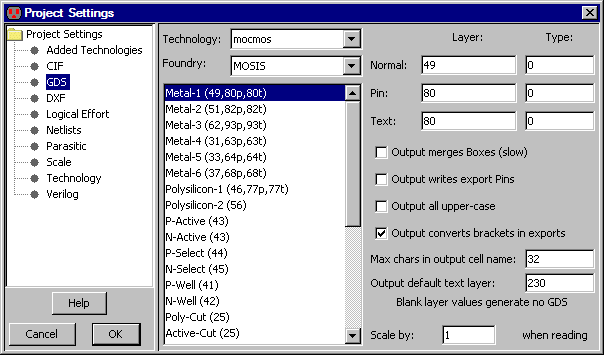 Project Settings
Project Settings
Added Technologies
CIF
GDS
DXF
Logical Effort
Netlists
Parasitic
Scale
Technology
Verilog
Help
Cancel
OK
Technology: mocmos
Foundry: MOSIS
Metal-1 (49,80p,80t)
Metal-2 (51,82p,82t)
Metal-3 (62,93p,93t)
Metal-4 (31,63p,63t)
Metal-5 (33,64p,64t)
Metal-6 (37,68p,68t)
Polysilicon-1 (46,77p,77t)
Polysilicon-2 (56)
P-Active (43)
N-Active (43)
P-Select (44)
N-Select (45)
P-Well (41)
N-Well (42)
Poly-Cut (25)
Active-Cut (25)
Layer: Type:
Normal: 49 0
Pin: 80 0
Text: 80 0
Output merges Boxes (slow)
Output writes export Pins
Output all upper-case
Output converts brackets in exports
Max chars in output cell name: 32
Output default text layer: 230
Blank layer values generate no GDS
Scale by: 1 when reading